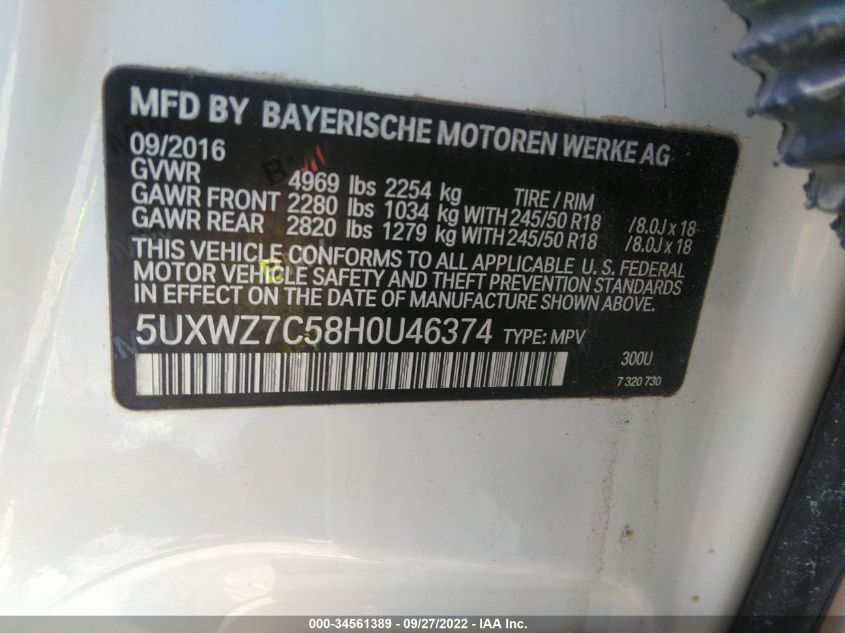 MFD BY BAYERISCHE MOTOREN WERKE AG
09/2016
GVWR 4969 lbs 2254 kg TIRE / RIM
GAWR FRONT 2280 lbs 1034 kg WITH 245/50 R18 /8.0J x 18
GAWR REAR 2820 lbs 1279 kg WITH 245/50 R18 /8.0J x 18
THIS VEHICLE CONFORMS TO ALL APPLICABLE U.S. FEDERAL
MOTOR VEHICLE SAFETY AND THEFT PREVENTION STANDARDS
IN EFFECT ON THE DATE OF MANUFACTURE SHOWN ABOVE.
5UXWZ7C58H0U46374 TYPE: MPV
300U
7 320 730
000-34561389 - 09/27/2022 - IAA Inc.